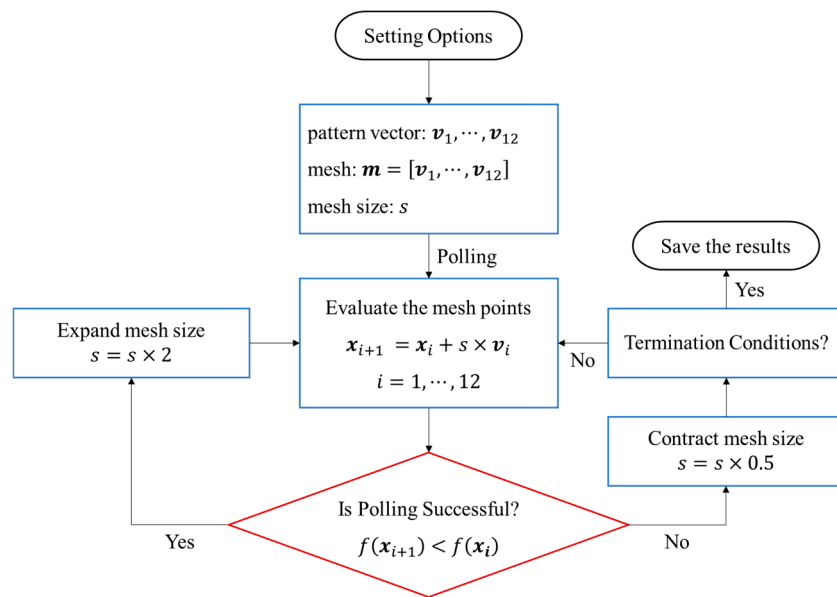 Setting Options
pattern vector: 𝒗₁,⋯,𝒗₁₂
mesh: 𝒎 = [𝒗₁,⋯,𝒗₁₂]
mesh size: 𝑠
Polling
Evaluate the mesh points
𝒙ᵢ₊₁ = 𝒙ᵢ + 𝑠 × 𝒗ᵢ
𝑖 = 1,⋯,12
Expand mesh size
𝑠 = 𝑠 × 2
Is Polling Successful?
𝑓(𝒙ᵢ₊₁) < 𝑓(𝒙ᵢ)
Yes
No
Contract mesh size
𝑠 = 𝑠 × 0.5
Termination Conditions?
No
Yes
Save the results